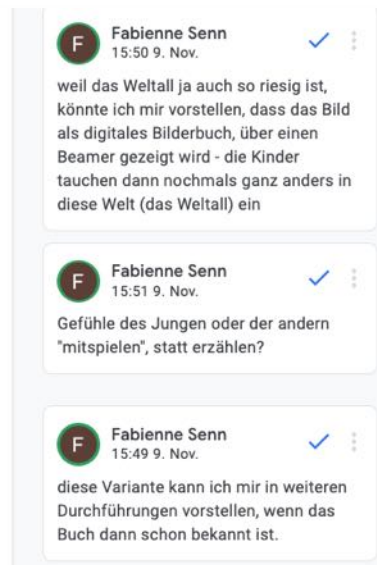 F
Fabienne Senn
15:50 9. Nov.
weil das Weltall ja auch so riesig ist,
könnte ich mir vorstellen, dass das Bild
als digitales Bilderbuch, über einen
Beamer gezeigt wird - die Kinder
tauchen dann nochmals ganz anders in
diese Welt (das Weltall) ein
F
Fabienne Senn
15:51 9. Nov.
Gefühle des Jungen oder der andern
"mitspielen", statt erzählen?
F
Fabienne Senn
15:49 9. Nov.
diese Variante kann ich mir in weiteren
Durchführungen vorstellen, wenn das
Buch dann schon bekannt ist.